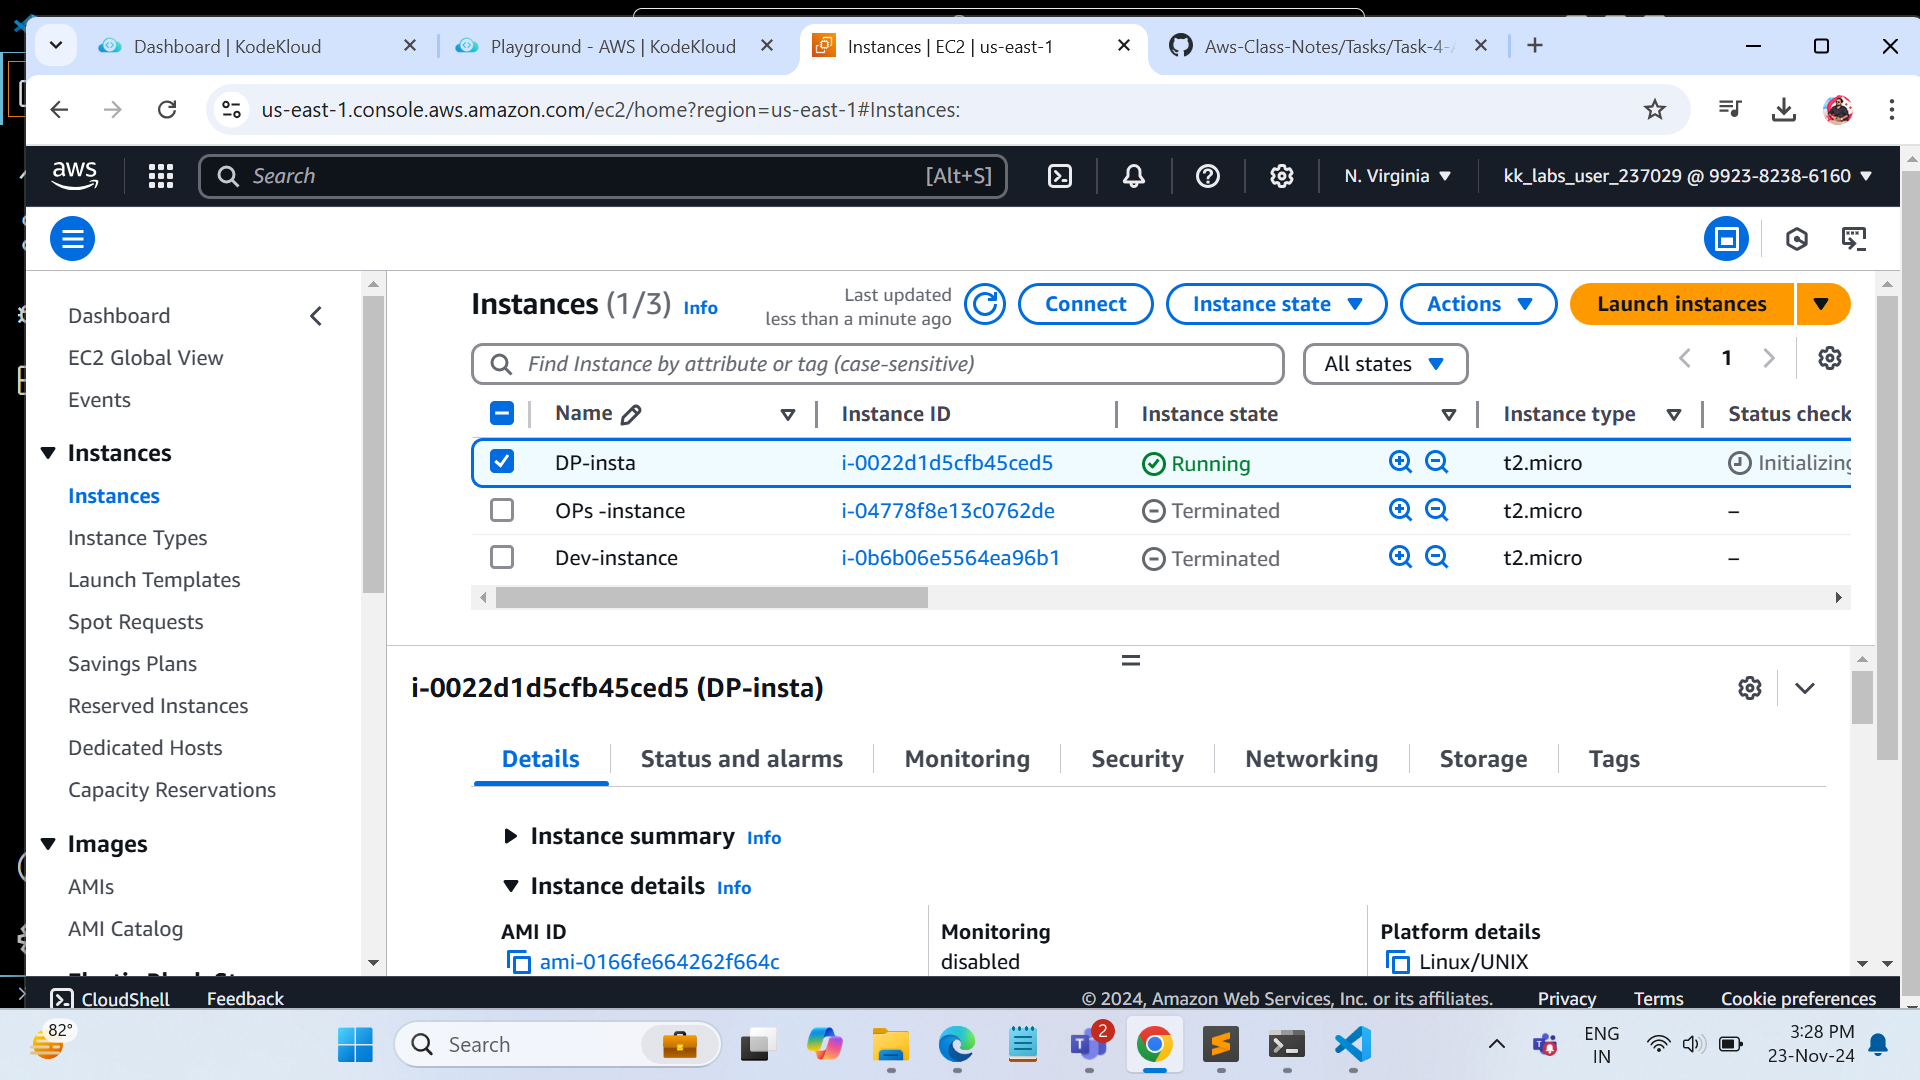 Dashboard | KodeKloud
Playground - AWS | KodeKloud
Instances | EC2 | us-east-1
Aws-Class-Notes/Tasks/Task-4-
us-east-1.console.aws.amazon.com/ec2/home?region=us-east-1#Instances:
aws
Search
[Alt+S]
N. Virginia
kk_labs_user_237029 @ 9923-8238-6160
Dashboard
EC2 Global View
Events
Instances
Instances
Instance Types
Launch Templates
Spot Requests
Savings Plans
Reserved Instances
Dedicated Hosts
Capacity Reservations
Images
AMIs
AMI Catalog
Instances (1/3) Info
Last updated
less than a minute ago
Connect
Instance state
Actions
Launch instances
Find Instance by attribute or tag (case-sensitive)
All states
1
Name Instance ID Instance state Instance type Status check
DP-insta i-0022d1d5cfb45ced5 Running t2.micro Initializing
OPs -instance i-04778f8e13c0762de Terminated t2.micro –
Dev-instance i-0b6b06e5564ea96b1 Terminated t2.micro –
i-0022d1d5cfb45ced5 (DP-insta)
Details
Status and alarms
Monitoring
Security
Networking
Storage
Tags
Instance summary Info
Instance details Info
AMI ID
ami-0166fe664262f664c
Monitoring
disabled
Platform details
Linux/UNIX
CloudShell
Feedback
© 2024, Amazon Web Services, Inc. or its affiliates.
Privacy
Terms
Cookie preferences
82°
Search
2
ENG
IN
3:28 PM
23-Nov-24